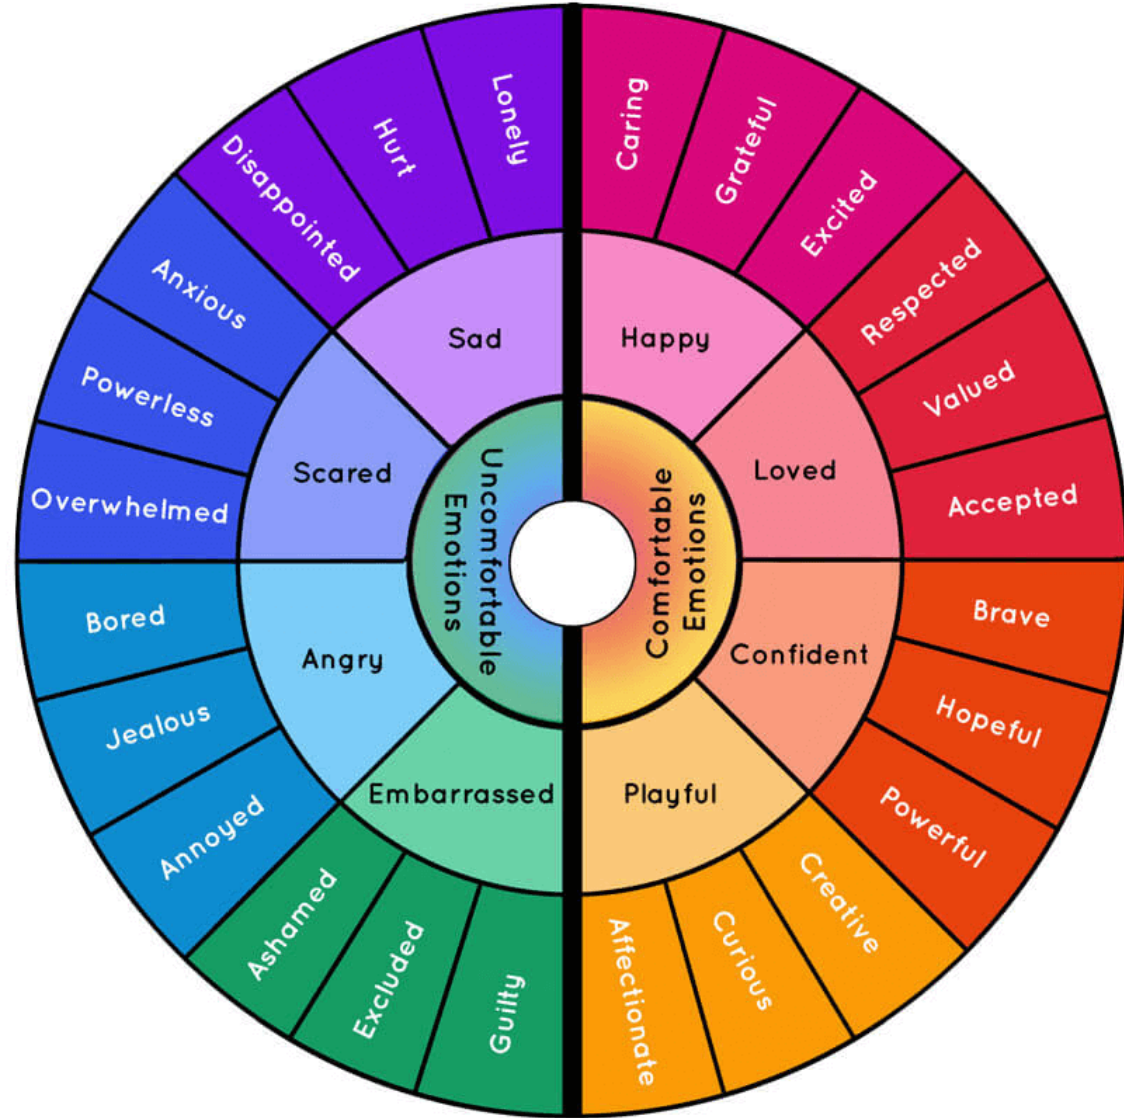 Uncomfortable
Emotions
Comfortable
Emotions
Happy
Caring
Grateful
Excited
Loved
Respected
Valued
Accepted
Confident
Brave
Hopeful
Powerful
Playful
Creative
Curious
Affectionate
Embarrassed
Guilty
Excluded
Ashamed
Angry
Annoyed
Jealous
Bored
Scared
Overwhelmed
Powerless
Anxious
Sad
Disappointed
Hurt
Lonely